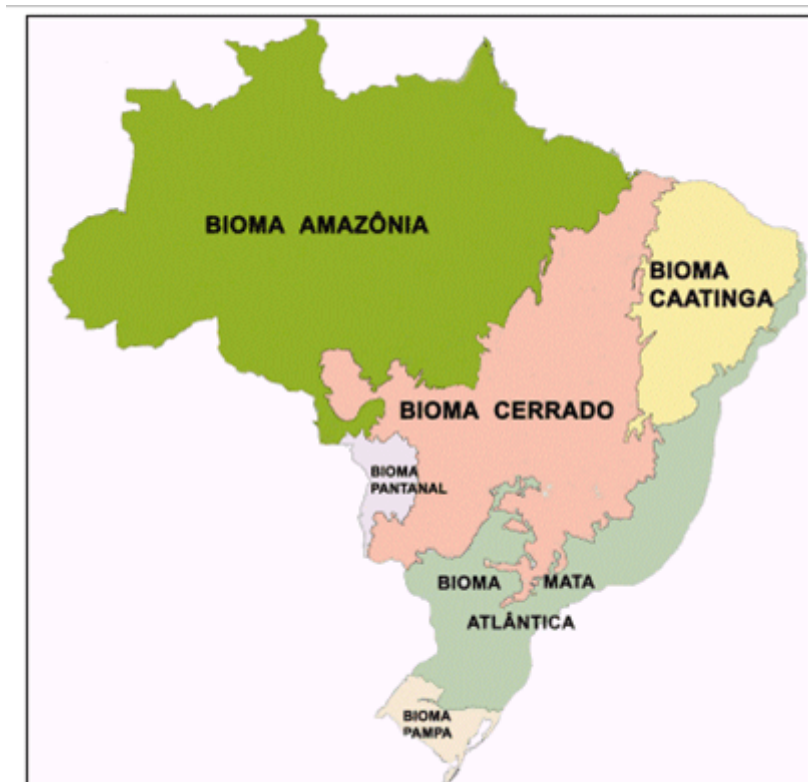 BIOMA AMAZÔNIA
BIOMA
CAATINGA
BIOMA CERRADO
BIOMA
PANTANAL
BIOMA MATA
ATLÂNTICA
BIOMA
PAMPA